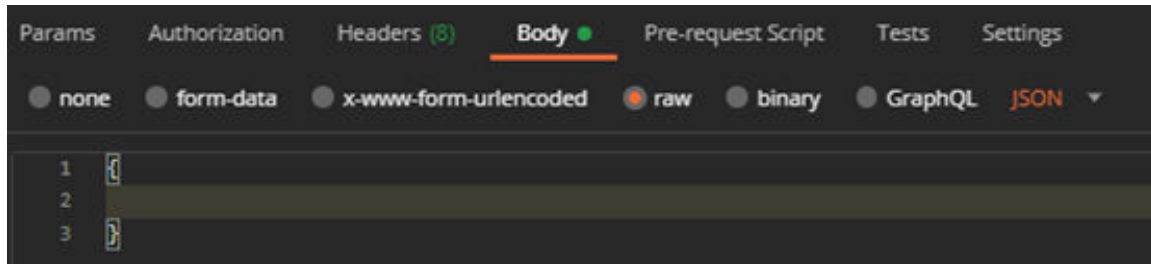 Params Authorization Headers (8) Body Pre-request Script Tests Settings
none form-data x-www-form-urlencoded raw binary GraphQL JSON
1 {
2
3 }